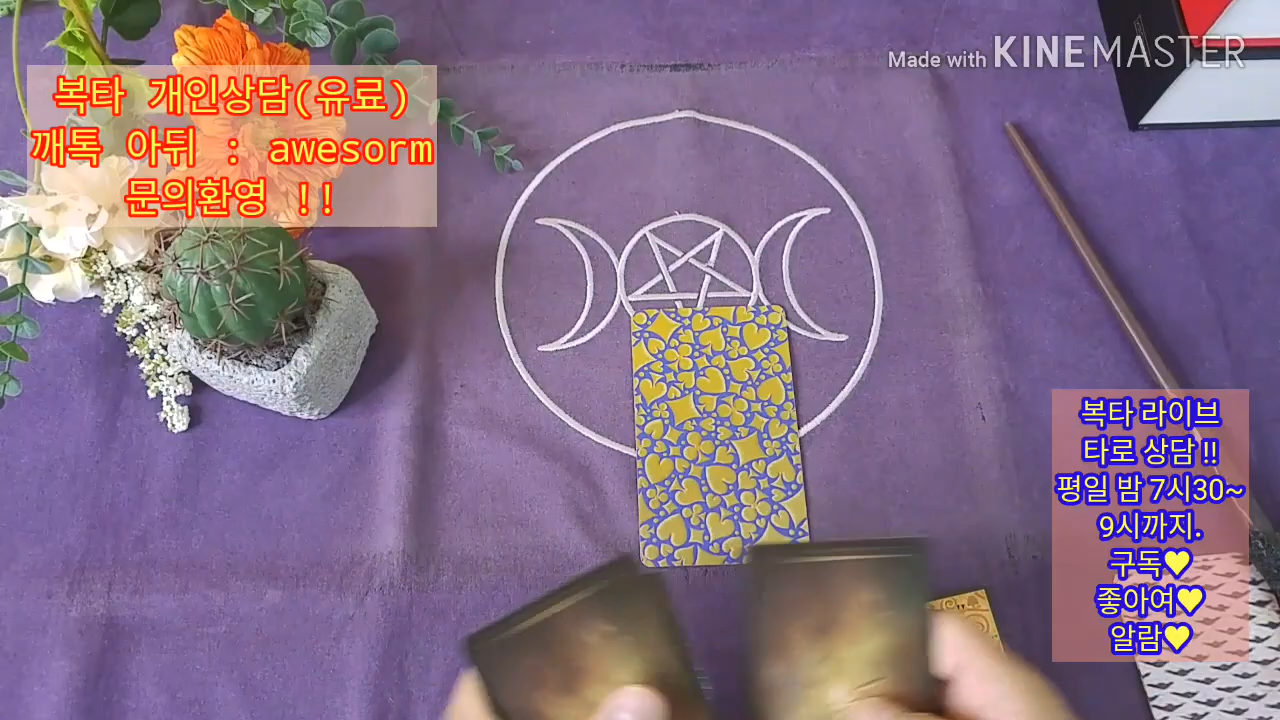 복타 개인상담(유료)
깨톡 아뒤 : awesorm
문의환영 !!
Made with KINEMASTER
복타 라이브
타로 상담 !!
평일 밤 7시30~
9시까지.
구독♥
좋아여♥
알람♥